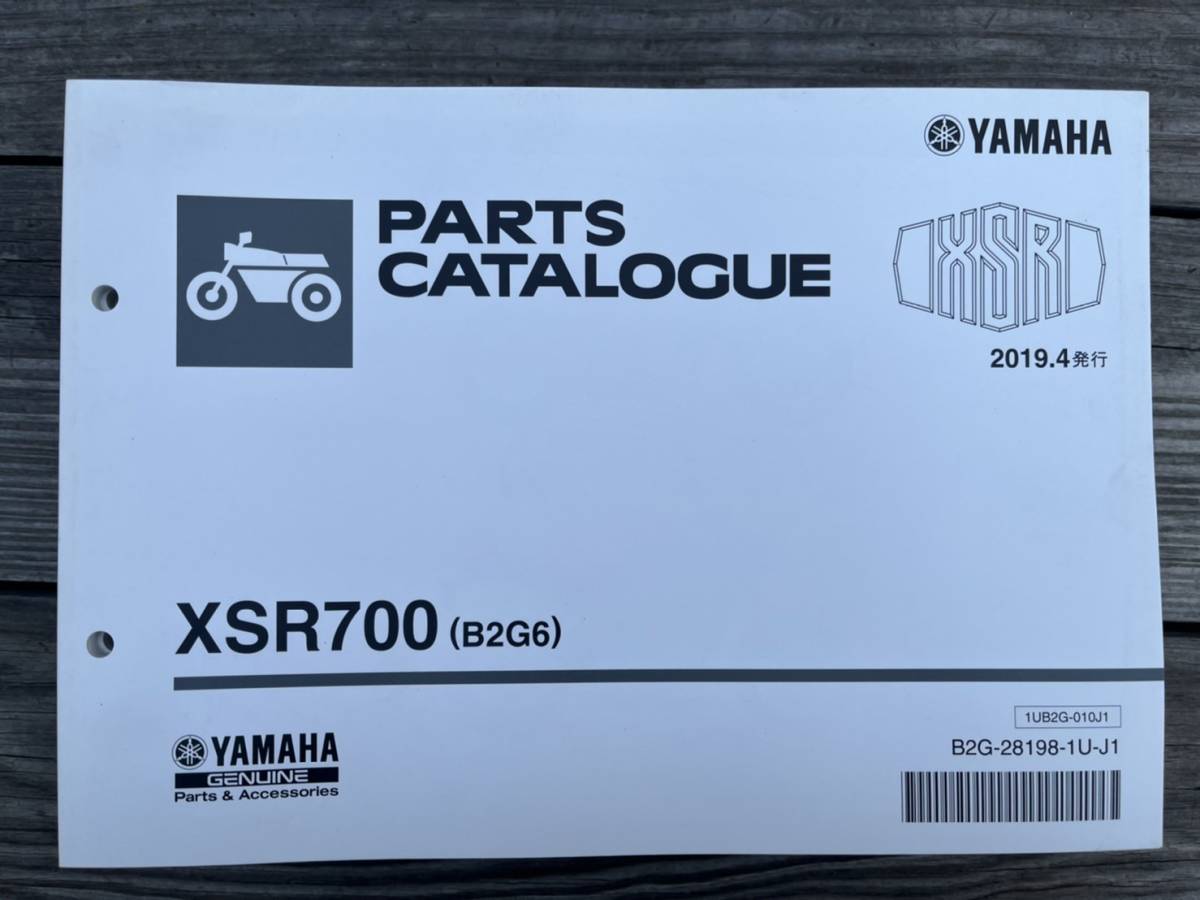 YAMAHA
PARTS
CATALOGUE
XSR
2019.4発行
XSR700 (B2G6)
1UB2G-010J1
B2G-28198-1U-J1
YAMAHA
GENUINE
Parts & Accessories